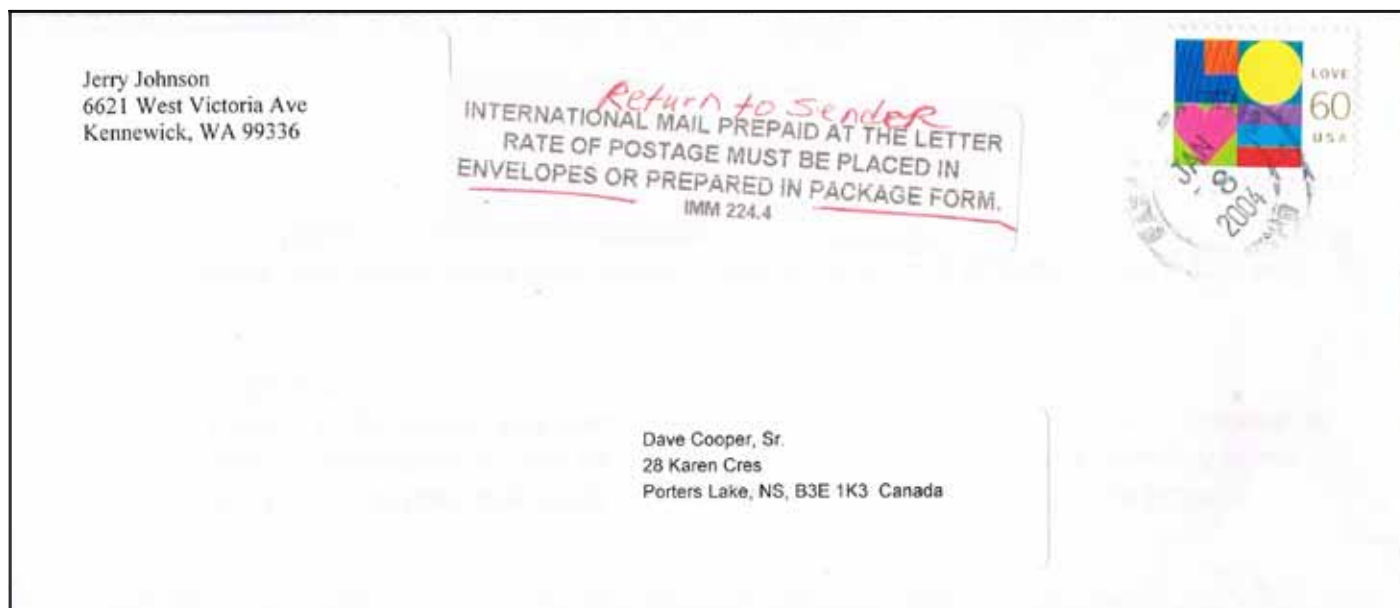 Jerry Johnson
6621 West Victoria Ave
Kennewick, WA 99336
Return to Sender
INTERNATIONAL MAIL PREPAID AT THE LETTER
RATE OF POSTAGE MUST BE PLACED IN
ENVELOPES OR PREPARED IN PACKAGE FORM.
IMM 224.4
LOVE
60
USA
JAN
8
2004
Dave Cooper, Sr.
28 Karen Cres
Porters Lake, NS, B3E 1K3 Canada